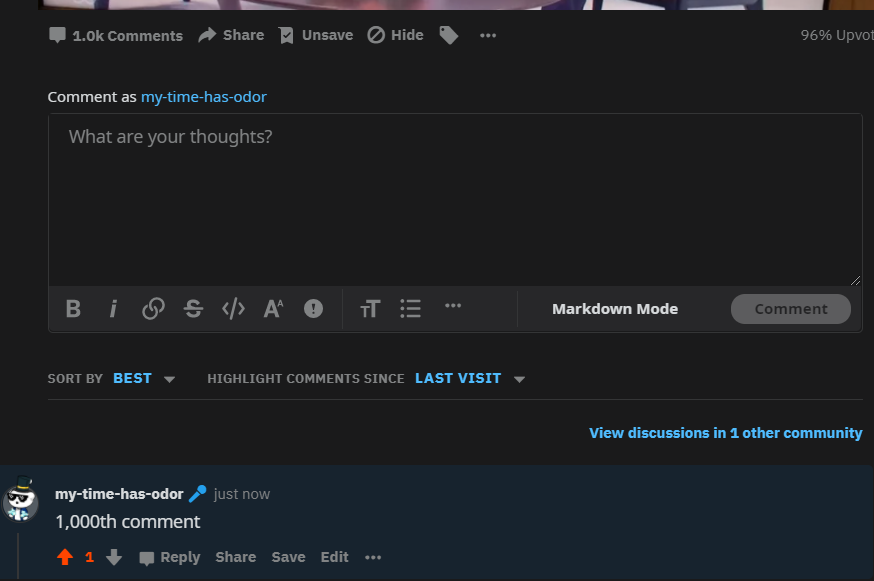 1.0k Comments Share Unsave Hide ••• 96% Upvot
Comment as my-time-has-odor
What are your thoughts?
B i S </> A^A ! TT ••• Markdown Mode Comment
SORT BY BEST HIGHLIGHT COMMENTS SINCE LAST VISIT
View discussions in 1 other community
my-time-has-odor just now
1,000th comment
1 Reply Share Save Edit •••